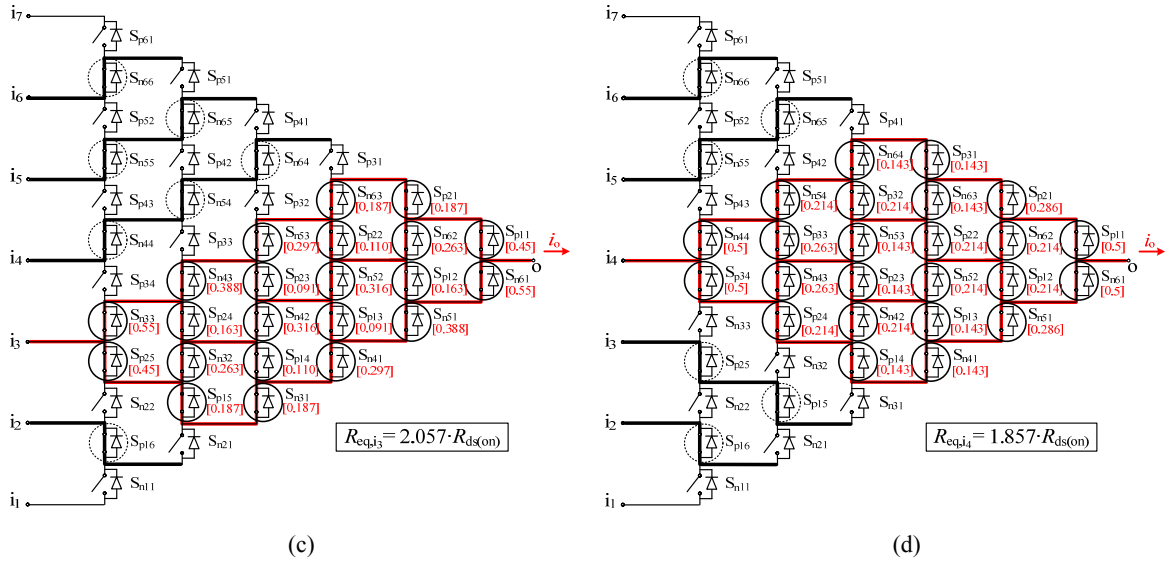 i7
Sp61
i6
Sn66
Sp51
Sp52
Sn65
Sp41
i5
Sn55
Sp42
Sn64
Sp31
Sp43
Sn54
Sp32
Sn63
[0.187]
Sp21
[0.187]
i4
Sn44
Sp33
Sn53
[0.297]
Sp22
[0.110]
Sn62
[0.263]
Sp11
[0.45]
io
o
Sp34
Sn43
[0.388]
Sp23
[0.091]
Sn52
[0.316]
Sp12
[0.163]
Sn61
[0.55]
i3
Sn33
[0.55]
Sp24
[0.163]
Sn42
[0.316]
Sp13
[0.091]
Sn51
[0.388]
Sp25
[0.45]
Sn32
[0.263]
Sp14
[0.110]
Sn41
[0.297]
i2
Sn22
Sp15
[0.187]
Sn31
[0.187]
Sp16
Sn21
Req,i3 = 2.057·Rds(on)
i1
Sn11
(c)
i7
Sp61
i6
Sn66
Sp51
Sp52
Sn65
Sp41
i5
Sn55
Sp42
Sn64
[0.143]
Sp31
[0.143]
Sp43
Sn54
[0.214]
Sp32
[0.214]
Sn63
[0.143]
Sp21
[0.286]
i4
Sn44
[0.5]
Sp33
[0.263]
Sn53
[0.143]
Sp22
[0.214]
Sn62
[0.214]
Sp11
[0.5]
io
o
Sp34
[0.5]
Sn43
[0.263]
Sp23
[0.143]
Sn52
[0.214]
Sp12
[0.214]
Sn61
[0.5]
i3
Sn33
Sp24
[0.214]
Sn42
[0.214]
Sp13
[0.143]
Sn51
[0.286]
Sp25
Sn32
Sp14
[0.143]
Sn41
[0.143]
i2
Sn22
Sp15
Sn31
Sp16
Sn21
Req,i4 = 1.857·Rds(on)
i1
Sn11
(d)